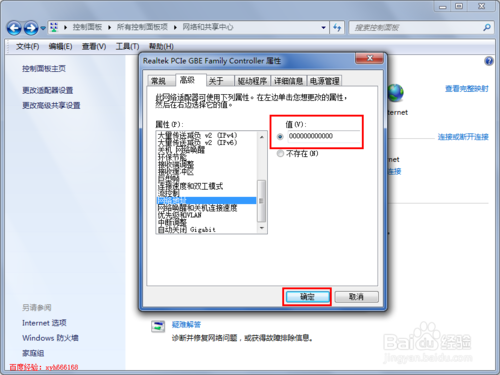 控制面板 ▸ 所有控制面板项 ▸ 网络和共享中心
搜索控制面板
文件(F) 编辑(E) 查看(V) 工具(T) 帮助(H)
控制面板主页
更改适配器设置
更改高级共享设置
查看完整映射
ternet
连接或断开连接
net
连接
Realtek PCIe GBE Family Controller 属性
常规 高级 关于 驱动程序 详细信息 电源管理
此网络适配器可使用下列属性。在左边单击您想更改的属性，
然后在右边选择它的值。
属性(P):
值(V):
大量传送减负 v2 (IPv4)
大量传送减负 v2 (IPv6)
关机 网络唤醒
环保节能
接收端调整
接收缓冲区
巨型帧
连接速度和双工模式
流控制
网络地址
网络唤醒和关机连接速度
优先级和VLAN
中断调整
自动关闭 Gigabit
000000000000
不存在(N)
确定 取消
疑难解答
诊断并修复网络问题，或获得故障排除信息。
另请参阅
Internet 选项
Windows 防火墙
家庭组
百度经验：xyh666168
Baidu 经验
jingyan.baidu.com